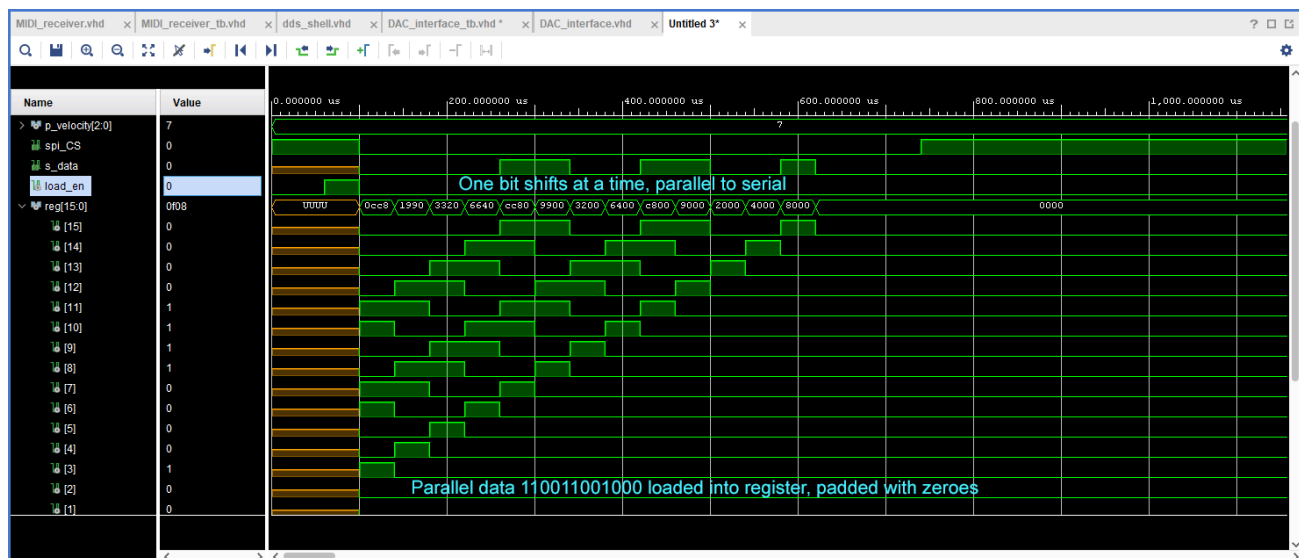 MIDI_receiver.vhd × MIDI_receiver_tb.vhd × dds_shell.vhd × DAC_interface_tb.vhd * × DAC_interface.vhd × Untitled 3* ×
Name Value 0.000000 us 200.000000 us 400.000000 us 600.000000 us 800.000000 us 1,000.000000 us
p_velocity[2:0] 7 7
spi_CS 0
s_data 0
load_en 0 One bit shifts at a time, parallel to serial
reg[15:0] 0f08 UUUU 0cc8 1990 3320 6640 cc80 9900 3200 6400 c800 9000 2000 4000 8000 0000
[15] 0
[14] 0
[13] 0
[12] 0
[11] 1
[10] 1
[9] 1
[8] 1
[7] 0
[6] 0
[5] 0
[4] 0
[3] 1
[2] 0 Parallel data 110011001000 loaded into register, padded with zeroes
[1] 0